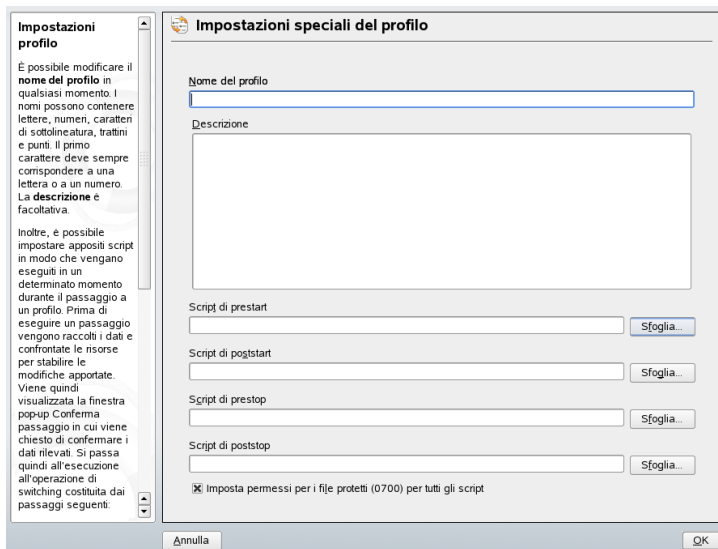 Impostazioni
profilo
È possibile modificare il
nome del profilo in
qualsiasi momento. I
nomi possono contenere
lettere, numeri, caratteri
di sottolineatura, trattini
e punti. Il primo
carattere deve sempre
corrispondere a una
lettera o a un numero.
La descrizione è
facoltativa.
Inoltre, è possibile
impostare appositi script
in modo che vengano
eseguiti in un
determinato momento
durante il passaggio a
un profilo. Prima di
eseguire un passaggio
vengono raccolti i dati e
confrontate le risorse
per stabilire le
modifiche apportate.
Viene quindi
visualizzata la finestra
pop-up Conferma
passaggio in cui viene
chiesto di confermare i
dati rilevati. Si passa
quindi all'esecuzione
all'operazione di
switching costituita dai
passaggi seguenti:
Impostazioni speciali del profilo
Nome del profilo
Descrizione
Script di prestart
Sfoglia...
Script di poststart
Sfoglia...
Script di prestop
Sfoglia...
Script di poststop
Sfoglia...
Imposta permessi per i file protetti (0700) per tutti gli script
Annulla
OK